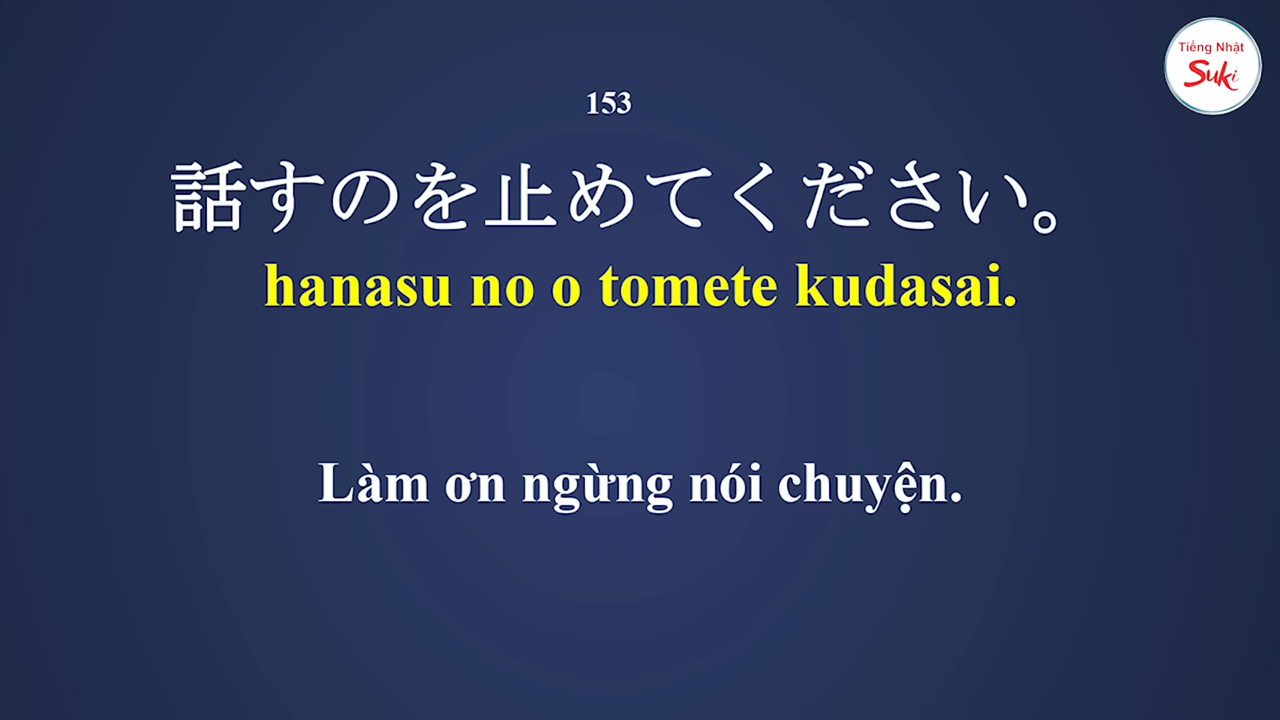 Tiếng Nhật
Suki
153
話すのを止めてください。
hanasu no o tomete kudasai.
Làm ơn ngừng nói chuyện.